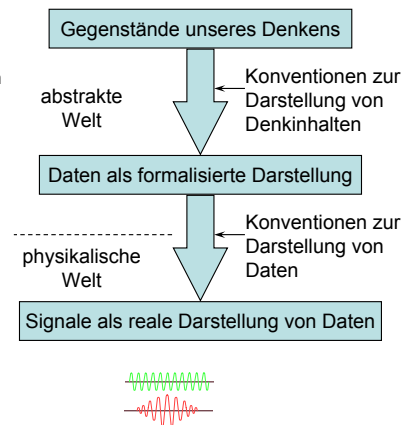 Gegenstände unseres Denkens
n
abstrakte
Welt
Konventionen zur
Darstellung von
Denkinhalten
Daten als formalisierte Darstellung
physikalische
Welt
Konventionen zur
Darstellung von
Daten
Signale als reale Darstellung von Daten